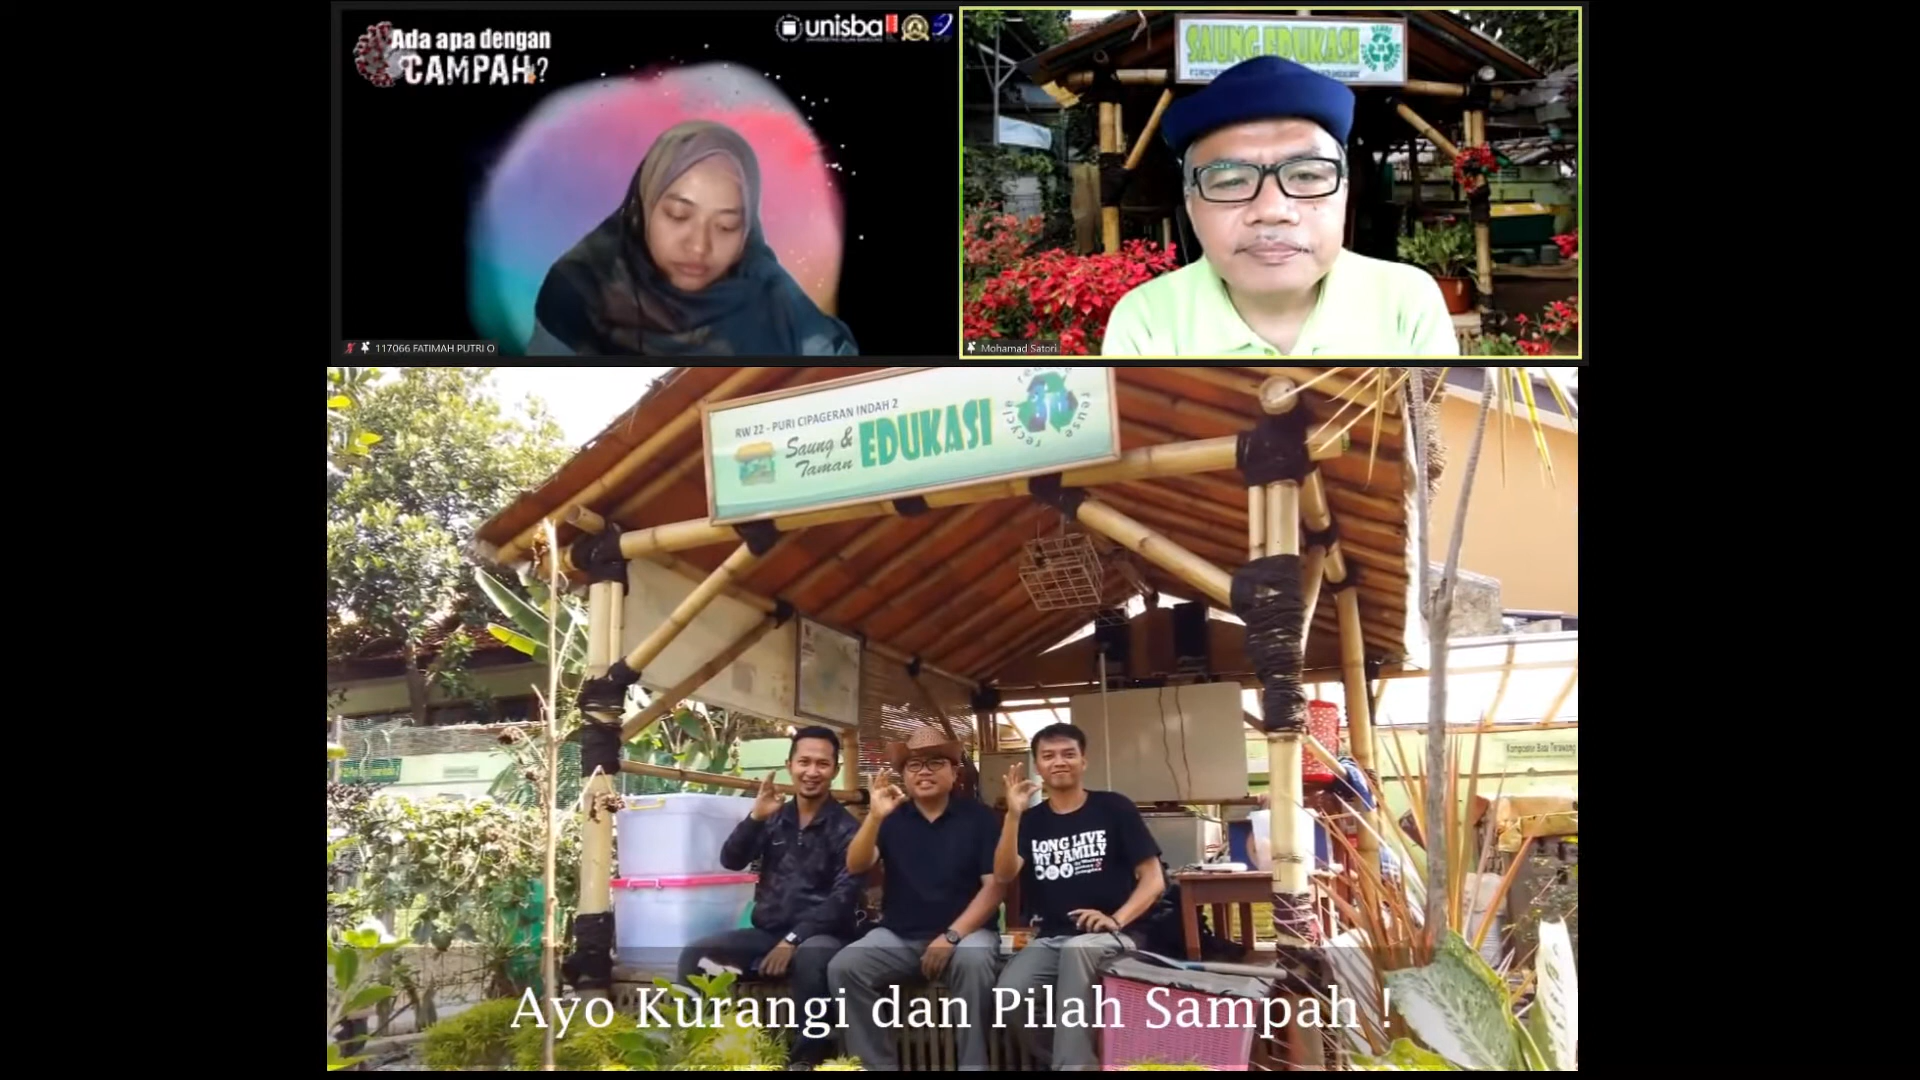 Ada apa dengan
CAMPAH?
unisba
117066 FATIMAH PUTRI O
SAUNG EDUKASI
Mohamad Satori
RW 22 - PURI CIPAGERAN INDAH 2
Saung &
Taman EDUKASI
reduce reuse recycle
3R
LONG LIVE
MY FAMILY
Komposter Bata Terawang
Ayo Kurangi dan Pilah Sampah !